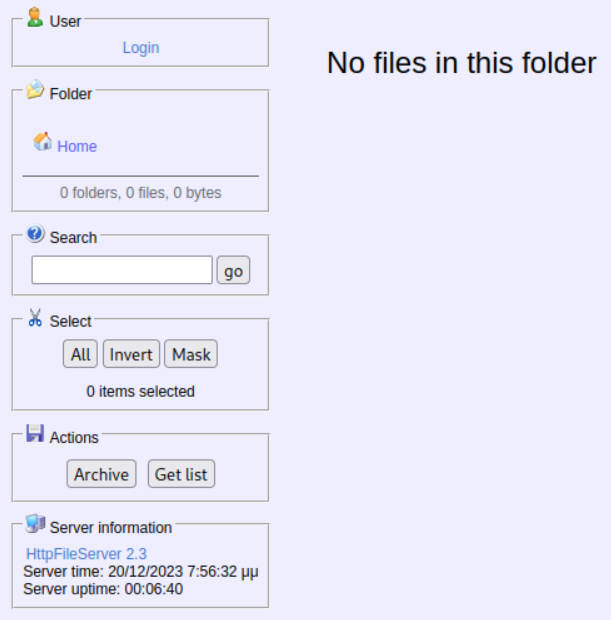 User
Login
No files in this folder
Folder
Home
0 folders, 0 files, 0 bytes
Search
go
Select
All Invert Mask
0 items selected
Actions
Archive Get list
Server information
HttpFileServer 2.3
Server time: 20/12/2023 7:56:32 μμ
Server uptime: 00:06:40